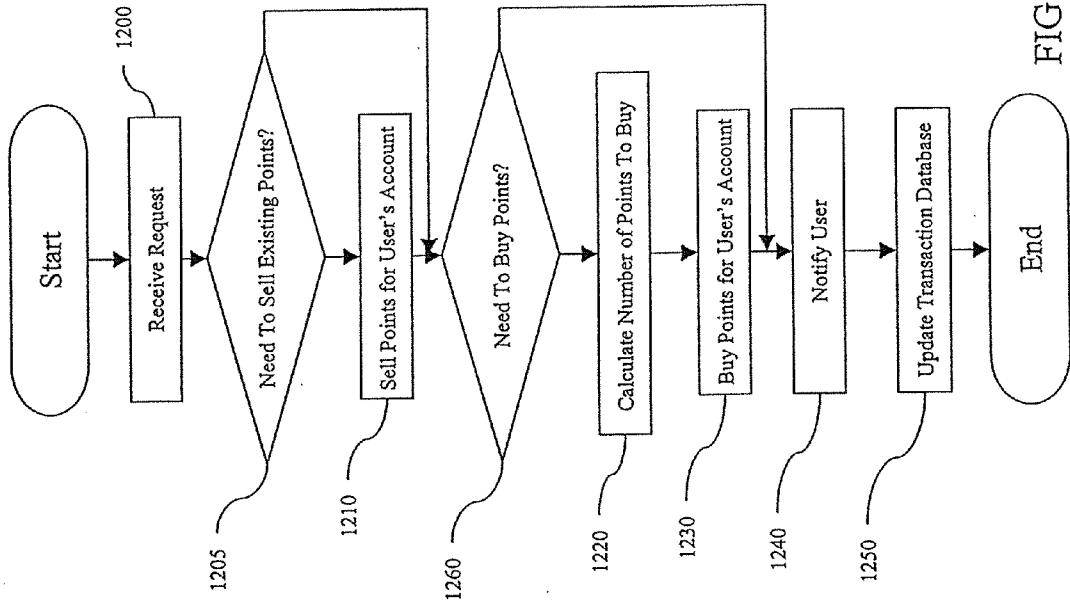 Start
1200
Receive Request
Need To Sell Existing Points?
1205
Sell Points for User's Account
1210
Need To Buy Points?
1260
Calculate Number of Points To Buy
1220
Buy Points for User's Account
1230
Notify User
1240
Update Transaction Database
1250
End
FIG